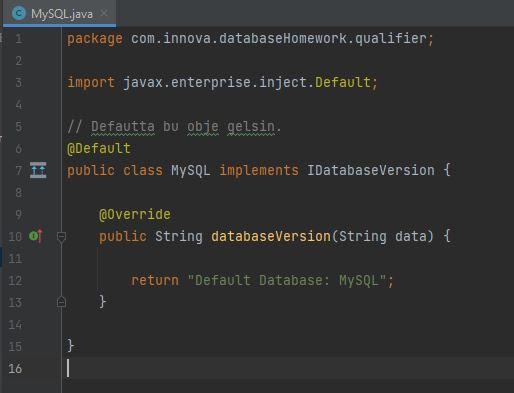 MySQL.java
1 package com.innova.databaseHomework.qualifier;
2
3 import javax.enterprise.inject.Default;
4
5 // Defautta bu obje gelsin.
6 @Default
7 public class MySQL implements IDatabaseVersion {
8
9     @Override
10     public String databaseVersion(String data) {
11
12         return "Default Database: MySQL";
13     }
14
15 }
16